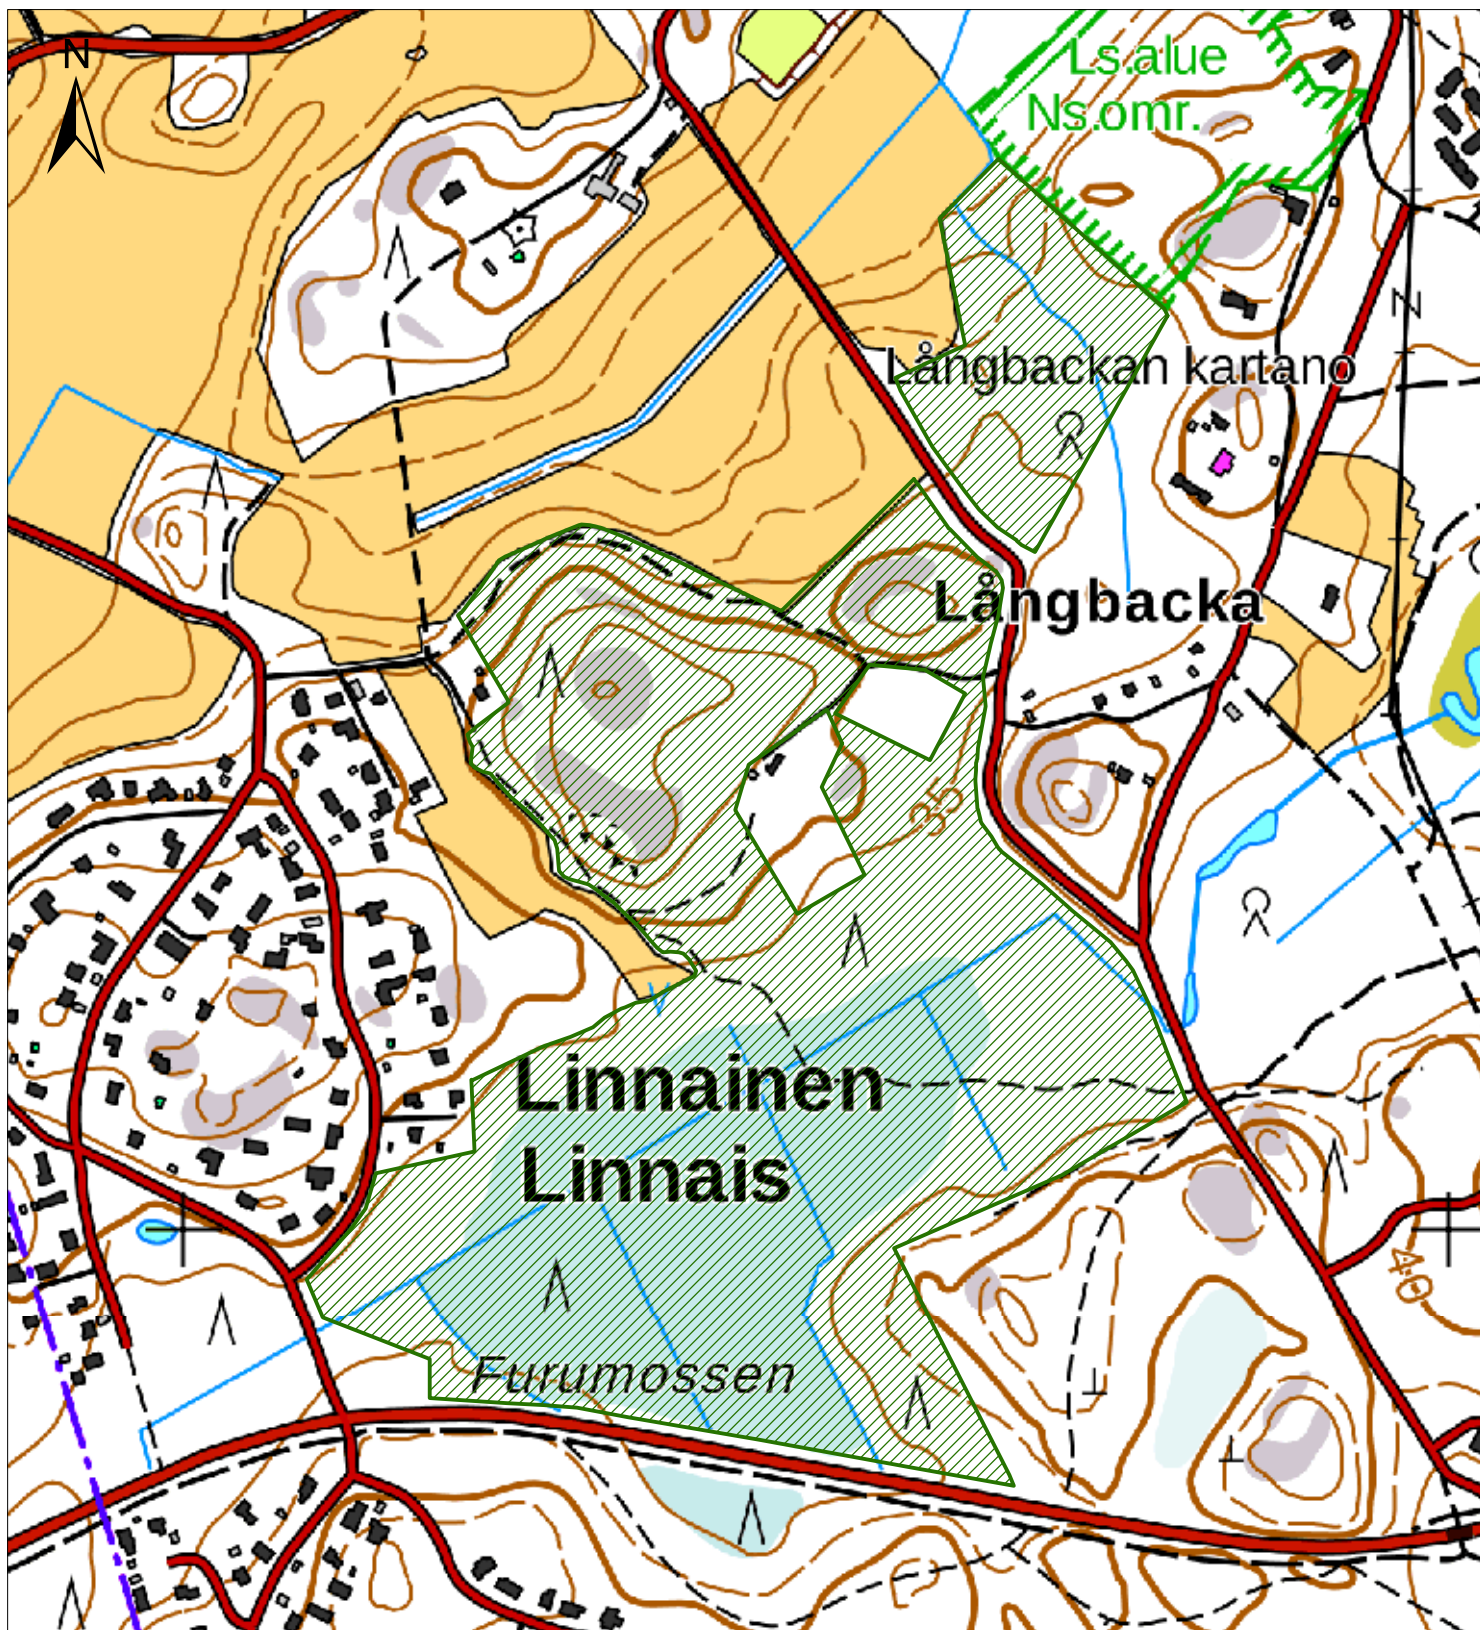 N
Ls.alue
Ns.omr.
N
Långbackan kartano
Långbacka
35
V
Linnainen
Linnais
40
Furumossen